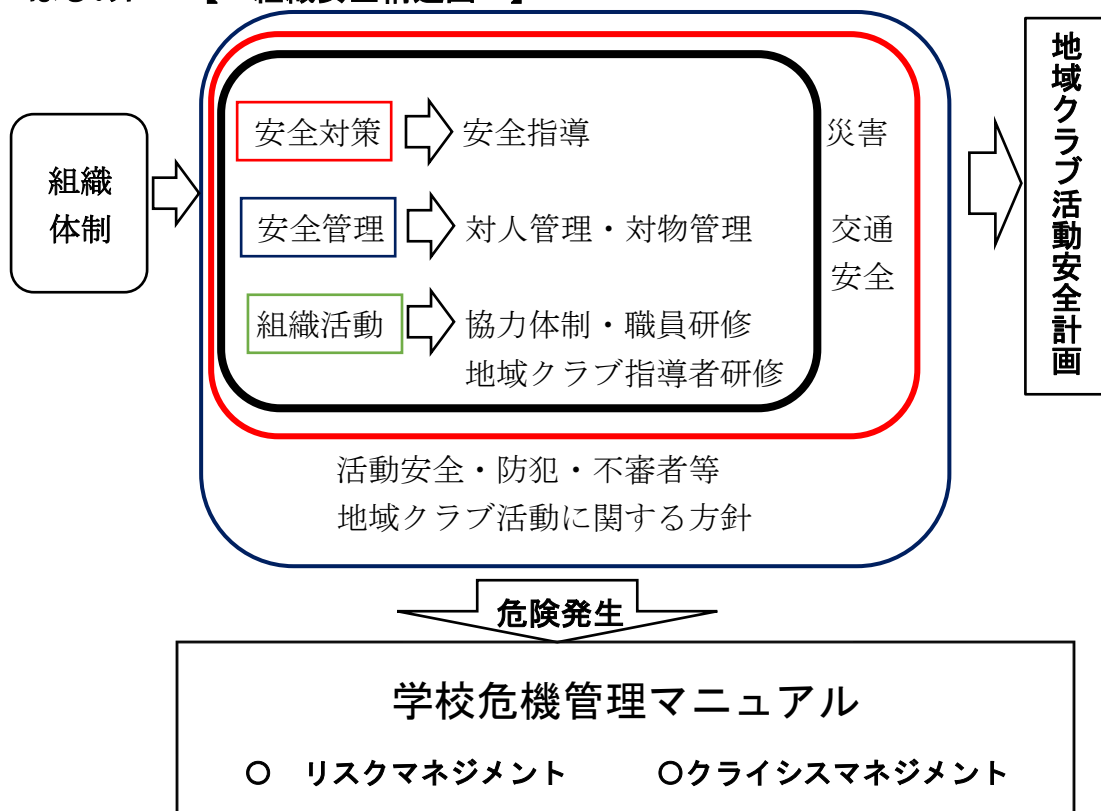 組織
体制
安全対策
安全指導
災害
安全管理
対人管理・対物管理
交通
安全
組織活動
協力体制・職員研修
地域クラブ指導者研修
活動安全・防犯・不審者等
地域クラブ活動に関する方針
地域クラブ活動安全計画
危険発生
学校危機管理マニュアル
○ リスクマネジメント ○クライシスマネジメント